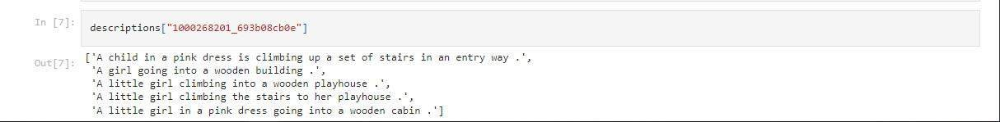 In [7]: descriptions["1000268201_693b08cb0e"]
Out[7]: ['A child in a pink dress is climbing up a set of stairs in an entry way .',
'A girl going into a wooden building .',
'A little girl climbing into a wooden playhouse .',
'A little girl climbing the stairs to her playhouse .',
'A little girl in a pink dress going into a wooden cabin .']